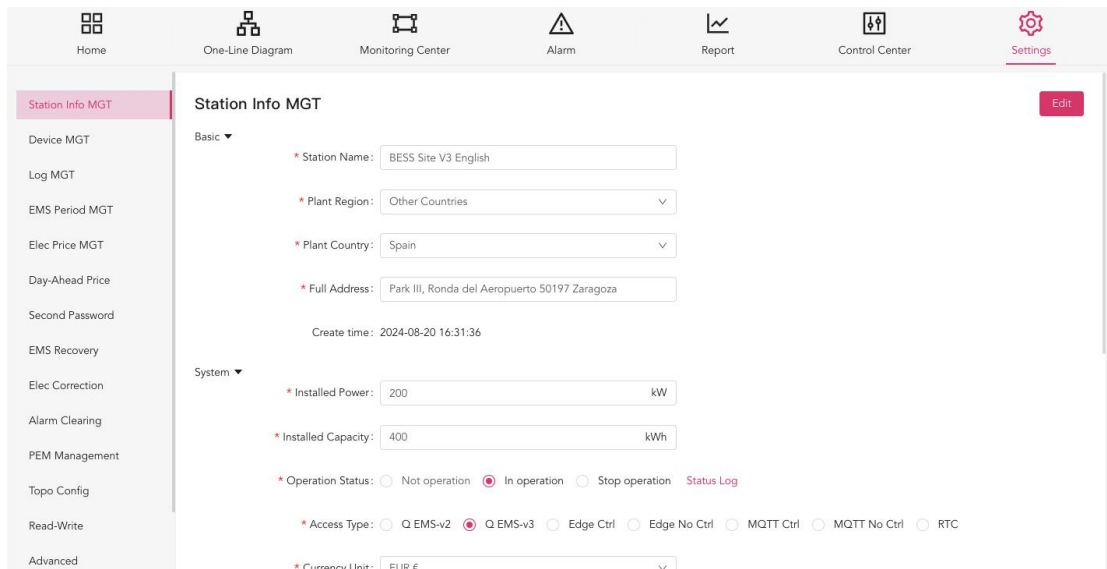 Home One-Line Diagram Monitoring Center Alarm Report Control Center Settings
Station Info MGT
Device MGT
Log MGT
EMS Period MGT
Elec Price MGT
Day-Ahead Price
Second Password
EMS Recovery
Elec Correction
Alarm Clearing
PEM Management
Topo Config
Read-Write
Advanced
Station Info MGT Edit
Basic
* Station Name: BESS Site V3 English
* Plant Region: Other Countries
* Plant Country: Spain
* Full Address: Park III, Ronda del Aeropuerto 50197 Zaragoza
Create time: 2024-08-20 16:31:36
System
* Installed Power: 200 kW
* Installed Capacity: 400 kWh
* Operation Status: Not operation In operation Stop operation Status Log
* Access Type: Q EMS-v2 Q EMS-v3 Edge Ctrl Edge No Ctrl MQTT Ctrl MQTT No Ctrl RTC
* Currency Unit: EUR €